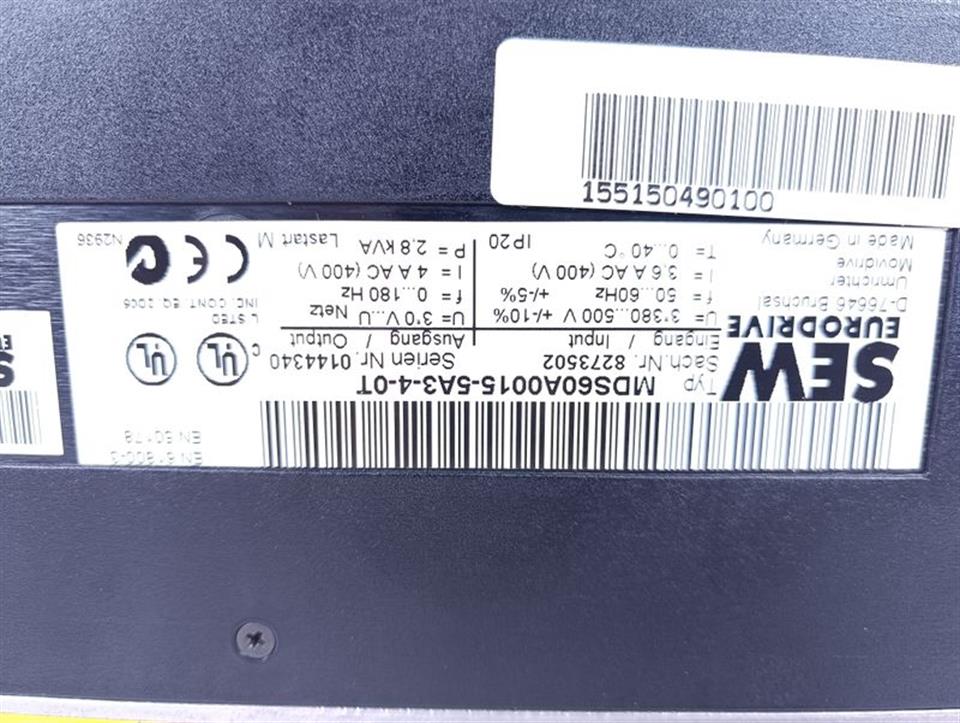 155150490100
SEW
EURODRIVE
D-76646 Bruchsal
Umrichter
Movidrive
Made in Germany
Typ
MDS60A0015-5A3-4-0T
Sach.Nr. 8273502
Serien Nr. 0144340
Eingang / Input
Ausgang / Output
U= 3*380...500 V +/-10%
U= 3*0 V...U Netz
f = 50...60Hz +/-5%
f = 0...180 Hz
I = 3,6 A AC (400 V)
I = 4 A AC (400 V)
T= 0...40°C
P = 2,8 kVA
IP20
Lastart M
EN 61800-3
EN 50178
C UL UL
LISTED
IND. CONT. EQ. 2D06
CE
N2936